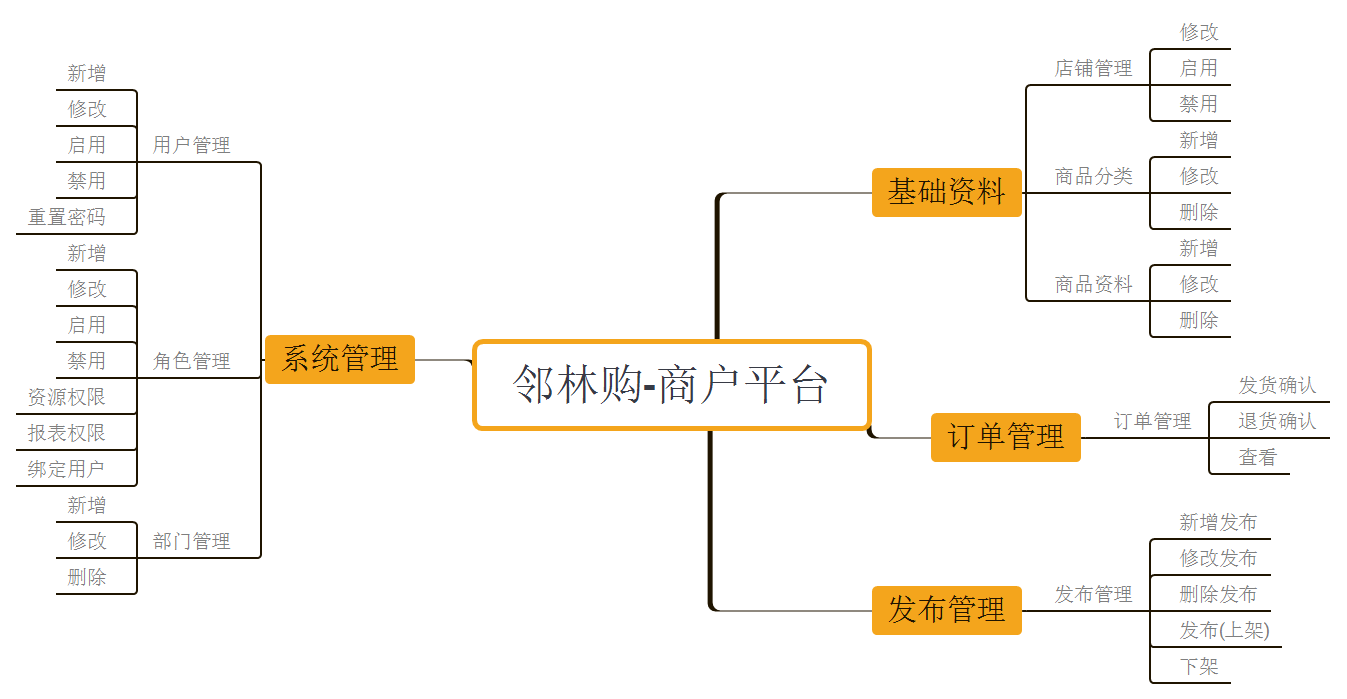 邻林购-商户平台
基础资料
店铺管理
修改
启用
禁用
商品分类
新增
修改
删除
商品资料
新增
修改
删除
订单管理
订单管理
发货确认
退货确认
查看
发布管理
发布管理
新增发布
修改发布
删除发布
发布(上架)
下架
系统管理
用户管理
新增
修改
启用
禁用
重置密码
角色管理
新增
修改
启用
禁用
资源权限
报表权限
绑定用户
部门管理
新增
修改
删除